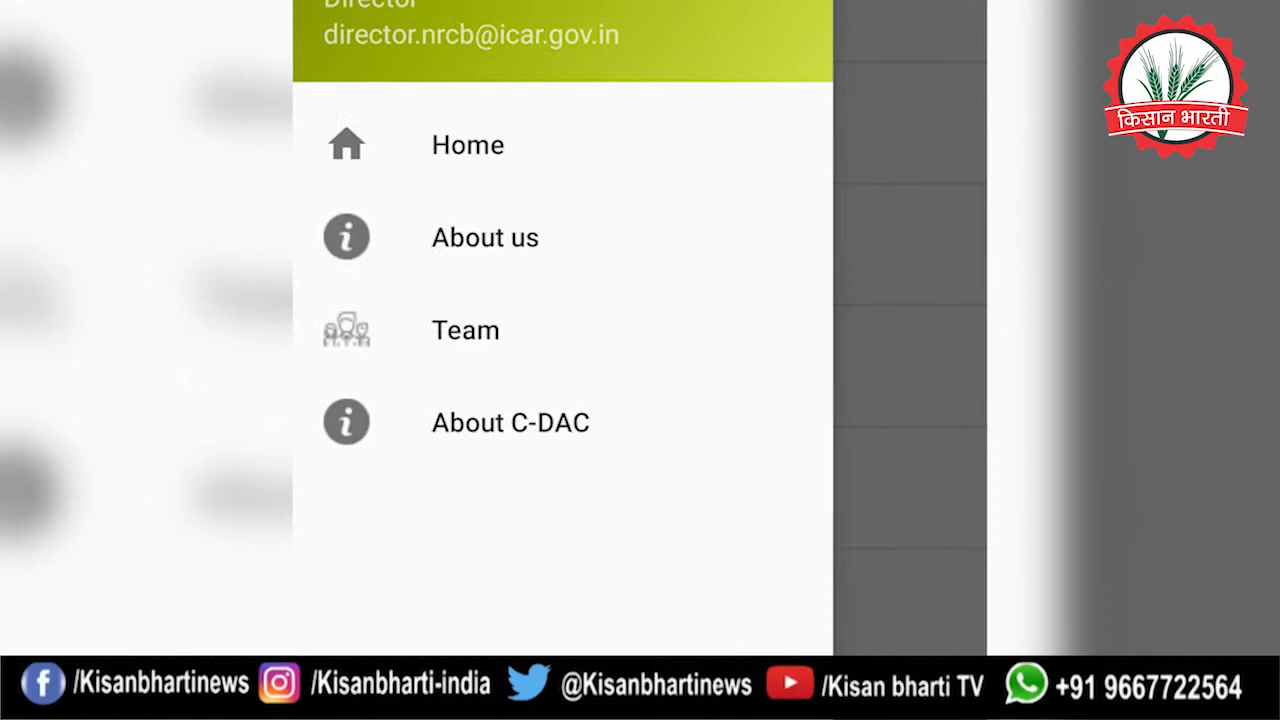 Director
director.nrcb@icar.gov.in
किसान भारती
Home
About us
Team
About C-DAC
/Kisanbhartinews
/Kisanbharti-india
@Kisanbhartinews
/Kisan bharti TV
+91 9667722564